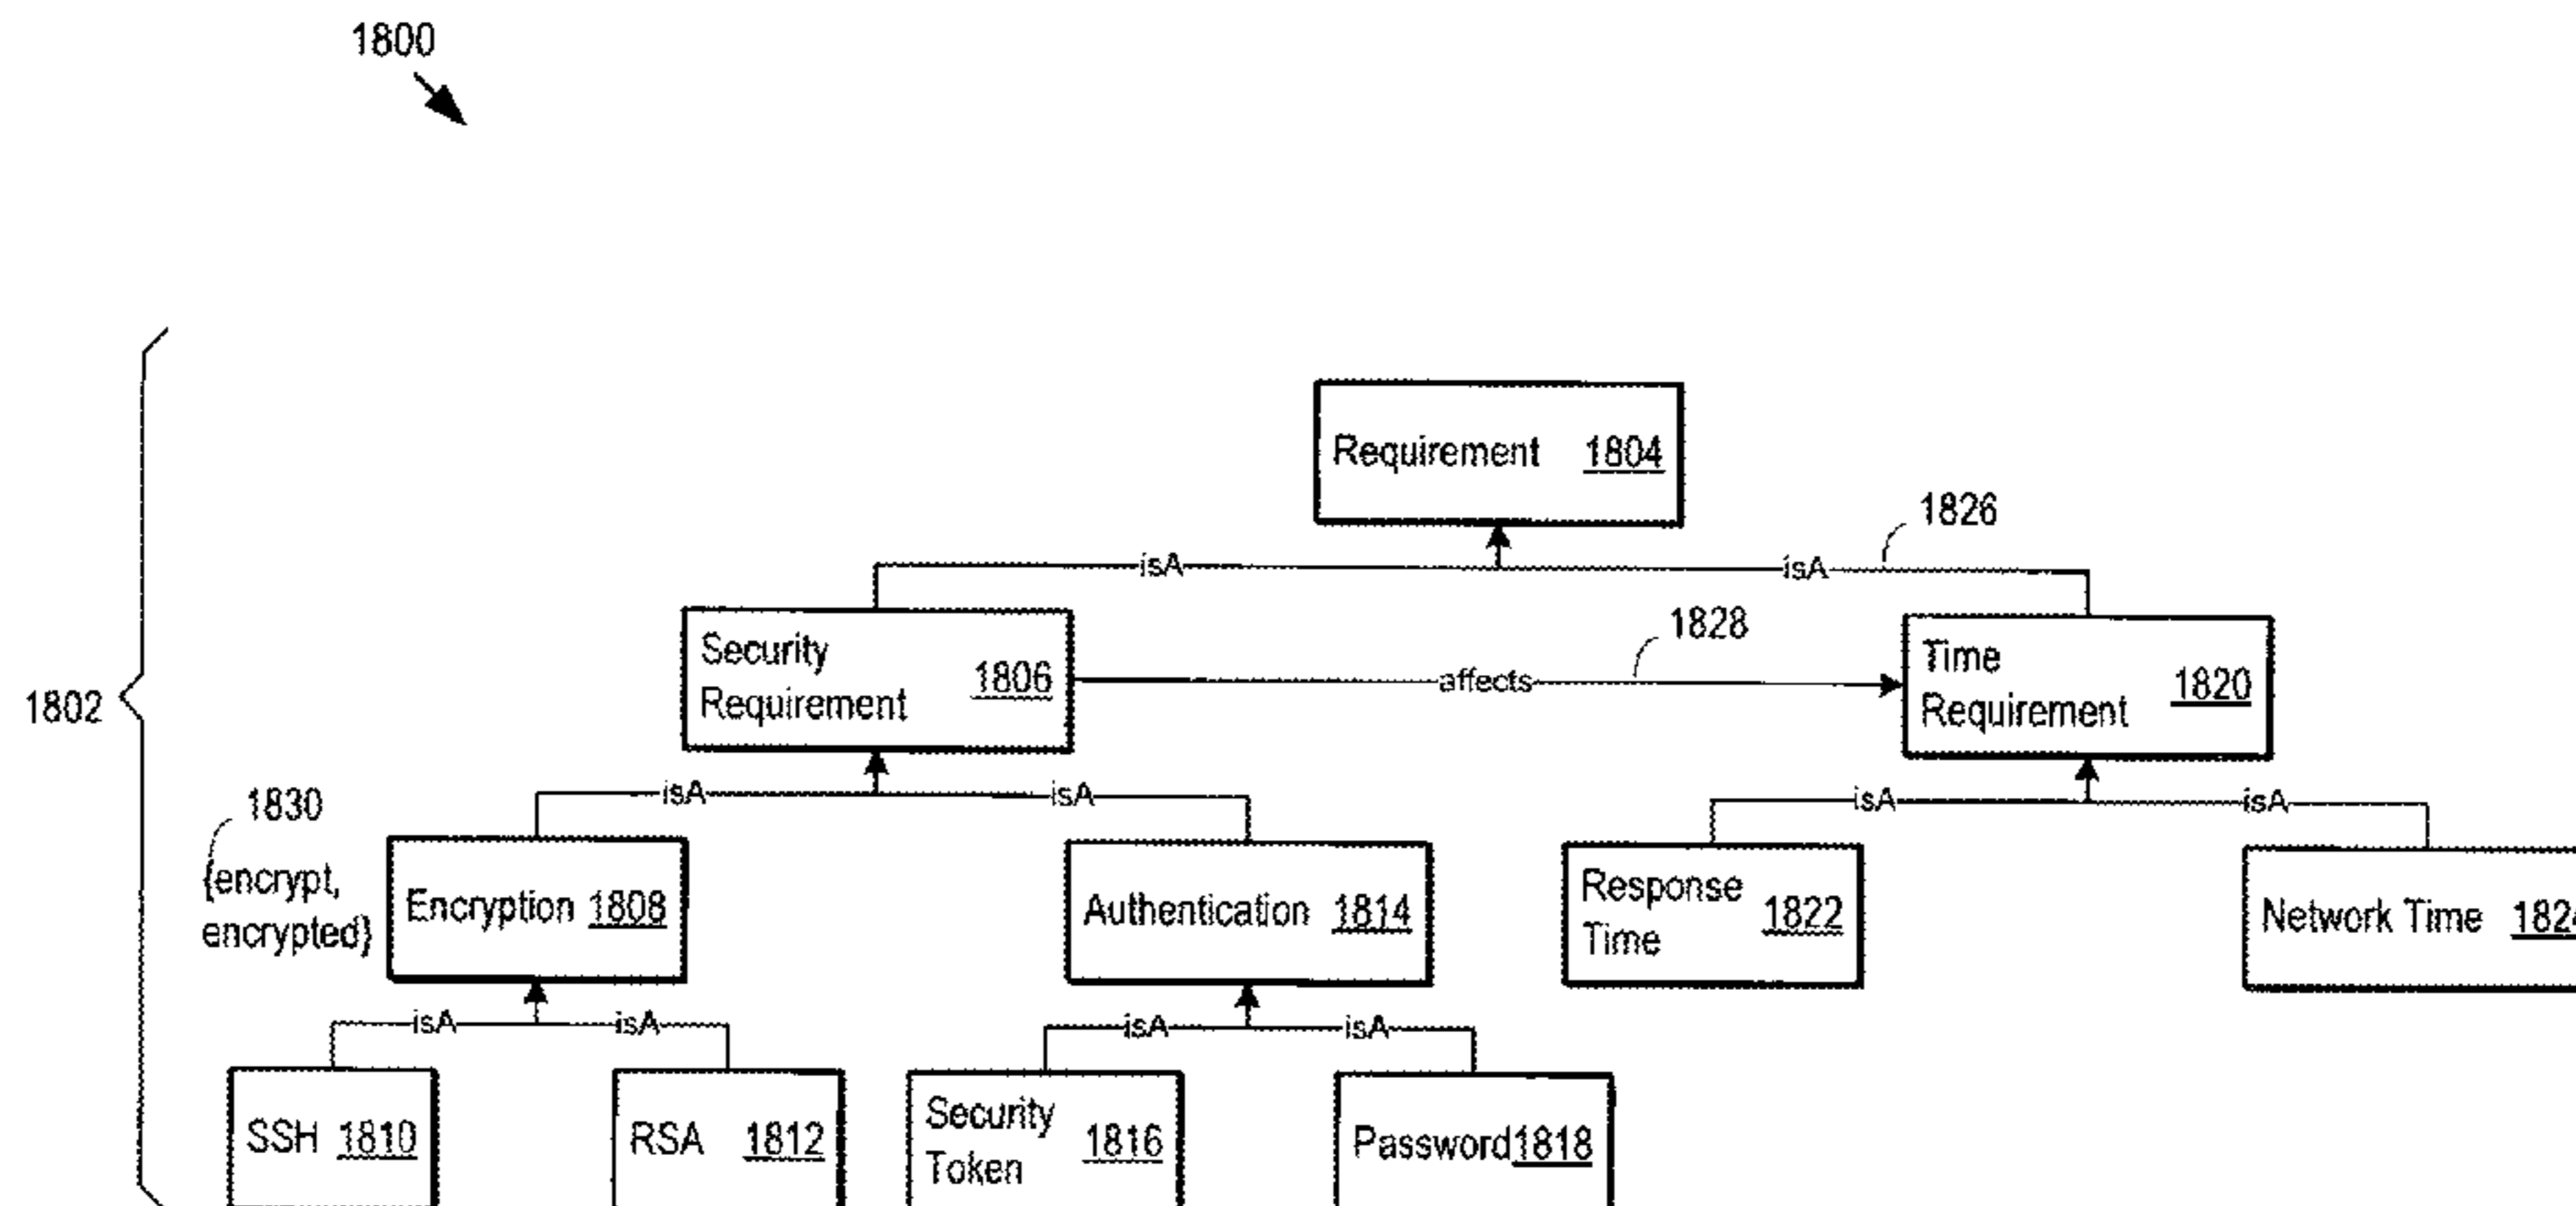 1800
Requirement 1804
1826
isA
isA
1828
Security
Requirement
1806
affects
Time
Requirement
1820
1802
isA
isA
isA
isA
1830
{encrypt,
encrypted}
Encryption 1808
Authentication 1814
Response
Time
1822
Network Time
isA
isA
isA
isA
SSH 1810
RSA 1812
Security
Token
1816
Password 1818